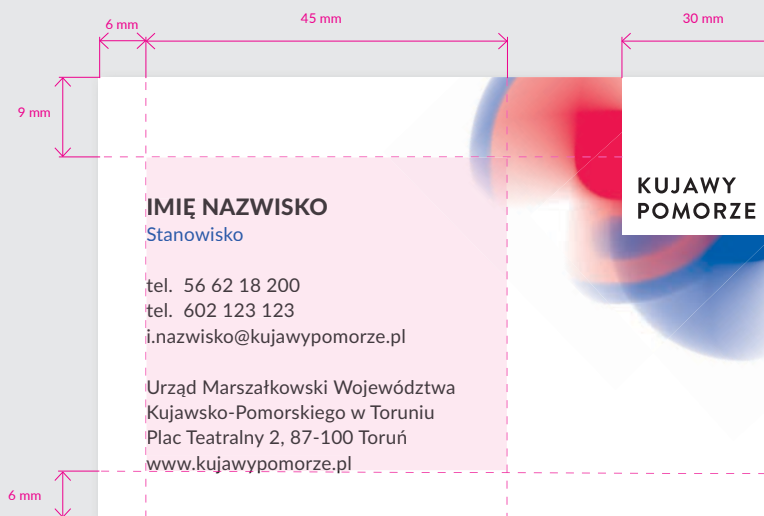 6 mm
45 mm
30 mm
9 mm
KUJAWY
POMORZE
IMIĘ NAZWISKO
Stanowisko
tel. 56 62 18 200
tel. 602 123 123
i.nazwisko@kujawypomorze.pl
Urząd Marszałkowski Województwa
Kujawsko-Pomorskiego w Toruniu
Plac Teatralny 2, 87-100 Toruń
www.kujawypomorze.pl
6 mm